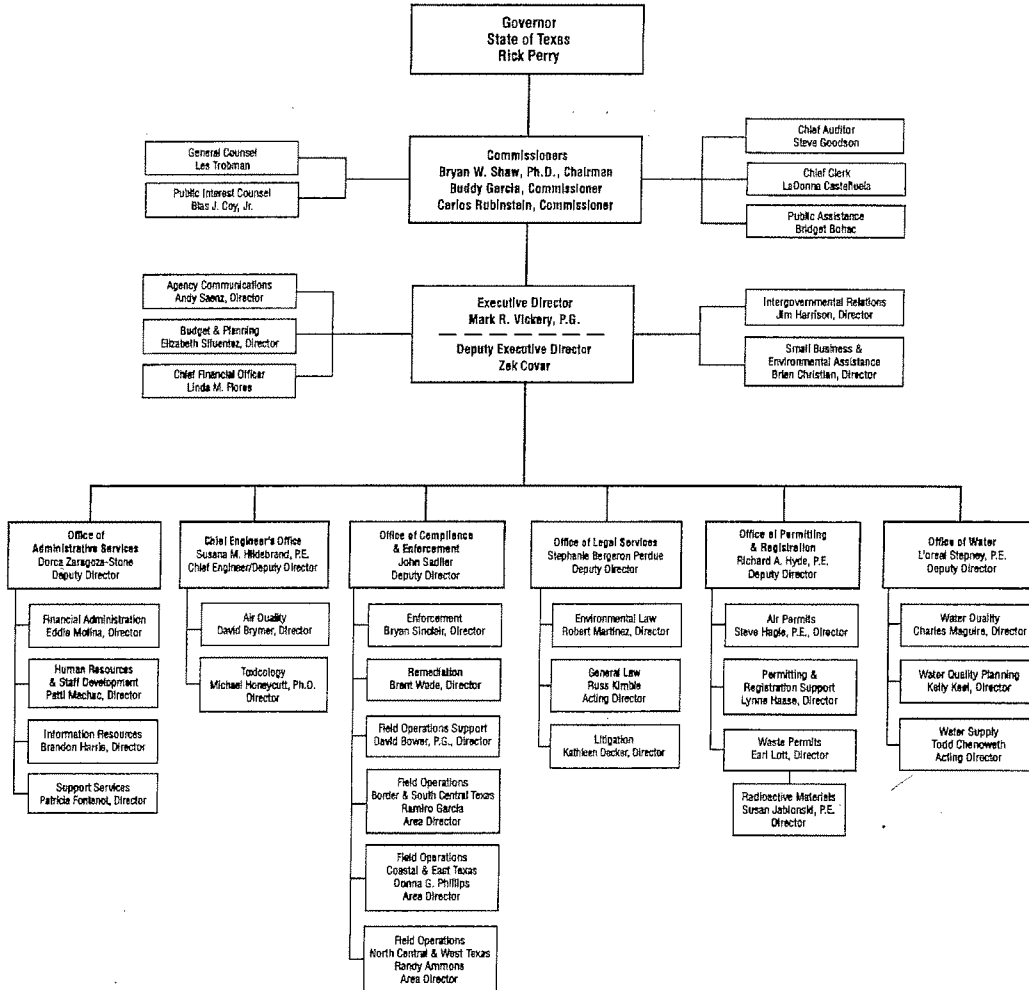 Governor
State of Texas
Rick Perry
General Counsel
Les Trobman
Public Interest Counsel
Blas J. Coy, Jr.
Commissioners
Bryan W. Shaw, Ph.D., Chairman
Buddy Garcia, Commissioner
Carlos Rubinstein, Commissioner
Chief Auditor
Steve Goodson
Chief Clerk
LaDonna Castañuela
Public Assistance
Bridget Bohac
Agency Communications
Andy Saenz, Director
Budget & Planning
Elizabeth Sifuentez, Director
Chief Financial Officer
Linda M. Flores
Executive Director
Mark R. Vickery, P.G.
Deputy Executive Director
Zak Covar
Intergovernmental Relations
Jim Harrison, Director
Small Business &
Environmental Assistance
Brian Christian, Director
Office of
Administrative Services
Dorca Zaragoza-Stone
Deputy Director
Financial Administration
Eddie Molina, Director
Human Resources
& Staff Development
Patti Machac, Director
Information Resources
Brandon Harris, Director
Support Services
Patricia Fontenot, Director
Chief Engineer's Office
Susana M. Hildebrand, P.E.
Chief Engineer/Deputy Director
Air Quality
David Brymer, Director
Toxicology
Michael Honeycutt, Ph.D.
Director
Office of Compliance
& Enforcement
John Sadlier
Deputy Director
Enforcement
Bryan Sinclair, Director
Remediation
Brent Wade, Director
Field Operations Support
David Bower, P.G., Director
Field Operations
Border & South Central Texas
Ramiro Garcia
Area Director
Field Operations
Coastal & East Texas
Donna G. Phillips
Area Director
Field Operations
North Central & West Texas
Randy Ammons
Area Director
Office of Legal Services
Stephanie Bergeron Perdue
Deputy Director
Environmental Law
Robert Martinez, Director
General Law
Russ Kimble
Acting Director
Litigation
Kathleen Decker, Director
Office of Permitting
& Registration
Richard A. Hyde, P.E.
Deputy Director
Air Permits
Steve Hagle, P.E., Director
Permitting
& Registration Support
Lynne Haase, Director
Waste Permits
Earl Lott, Director
Radioactive Materials
Susan Jablonski, P.E.
Director
Office of Water
L'oreal Stepney, P.E.
Deputy Director
Water Quality
Charles Maguire, Director
Water Quality Planning
Kelly Keel, Director
Water Supply
Todd Chenoweth
Acting Director